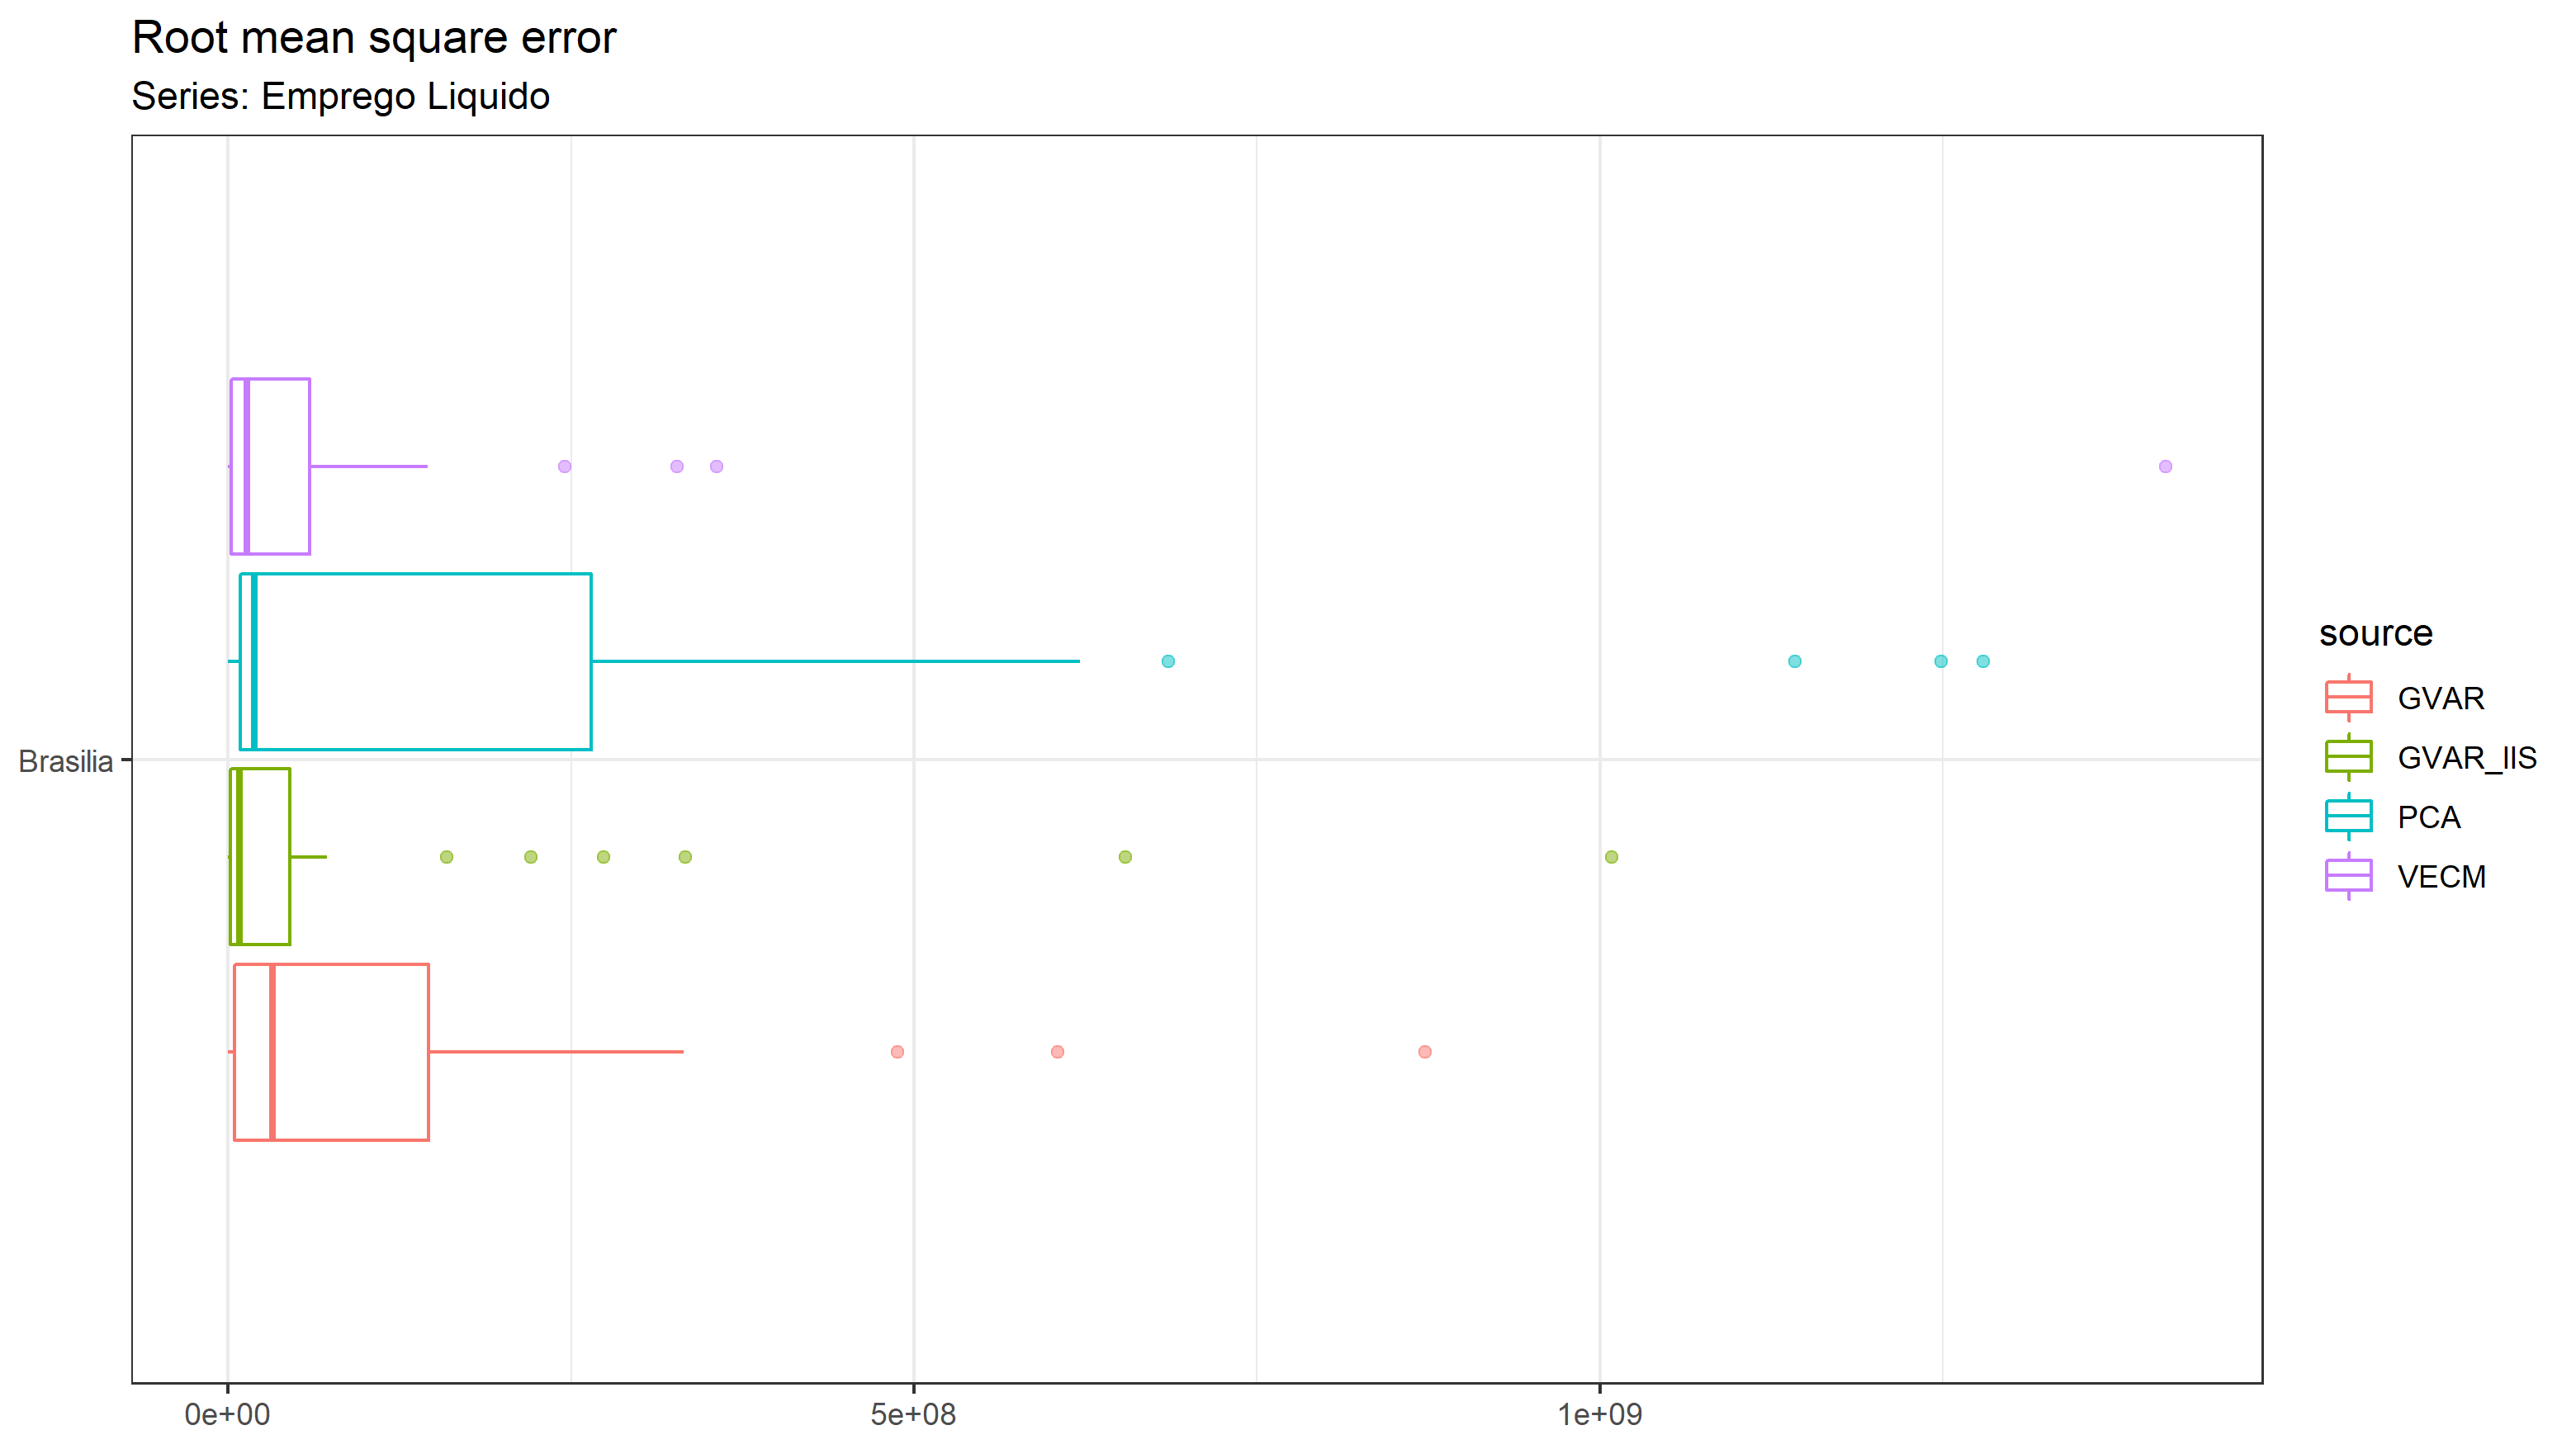 Root mean square error
Series: Emprego Liquido
Brasilia
0e+00
5e+08
1e+09
source
GVAR
GVAR_IIS
PCA
VECM